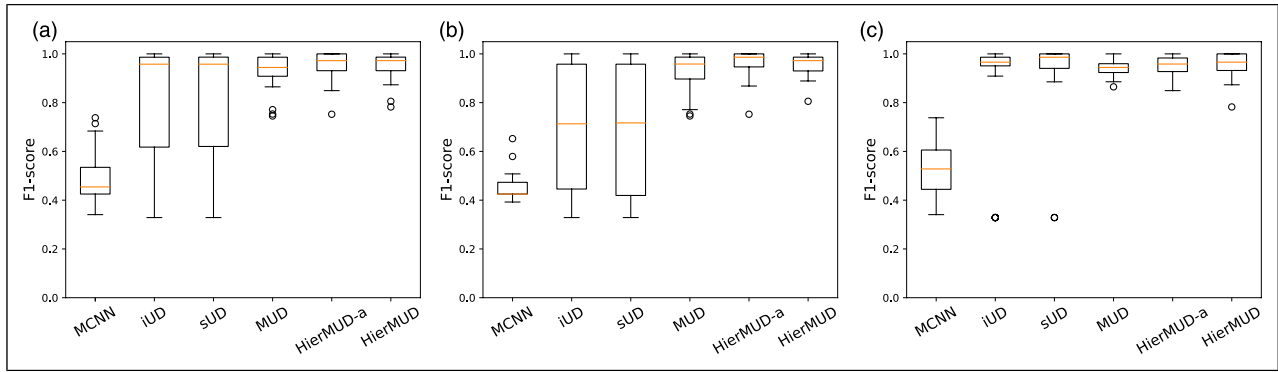 (a)
F1-score
1.0
0.8
0.6
0.4
0.2
0.0
MCNN
iUD
sUD
MUD
HierMUD-a
HierMUD
(b)
F1-score
1.0
0.8
0.6
0.4
0.2
0.0
MCNN
iUD
sUD
MUD
HierMUD-a
HierMUD
(c)
F1-score
1.0
0.8
0.6
0.4
0.2
0.0
MCNN
iUD
sUD
MUD
HierMUD-a
HierMUD